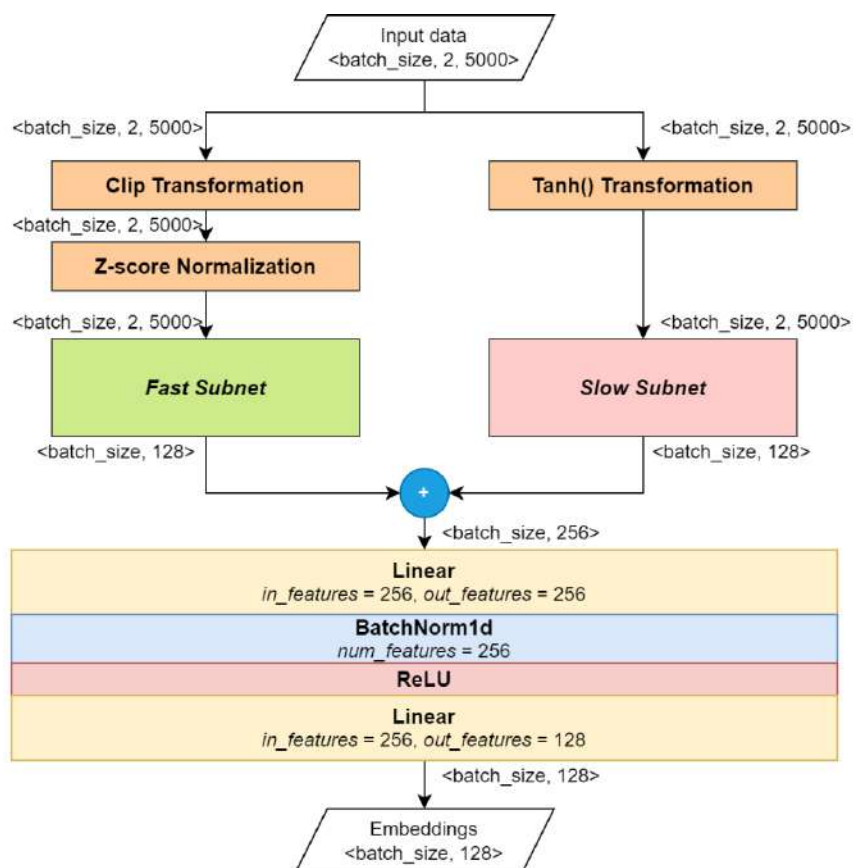 Input data
<batch_size, 2, 5000>
<batch_size, 2, 5000>
<batch_size, 2, 5000>
Clip Transformation
Tanh() Transformation
<batch_size, 2, 5000>
Z-score Normalization
<batch_size, 2, 5000>
<batch_size, 2, 5000>
Fast Subnet
Slow Subnet
<batch_size, 128>
<batch_size, 128>
+
<batch_size, 256>
Linear
in_features = 256, out_features = 256
BatchNorm1d
num_features = 256
ReLU
Linear
in_features = 256, out_features = 128
<batch_size, 128>
Embeddings
<batch_size, 128>